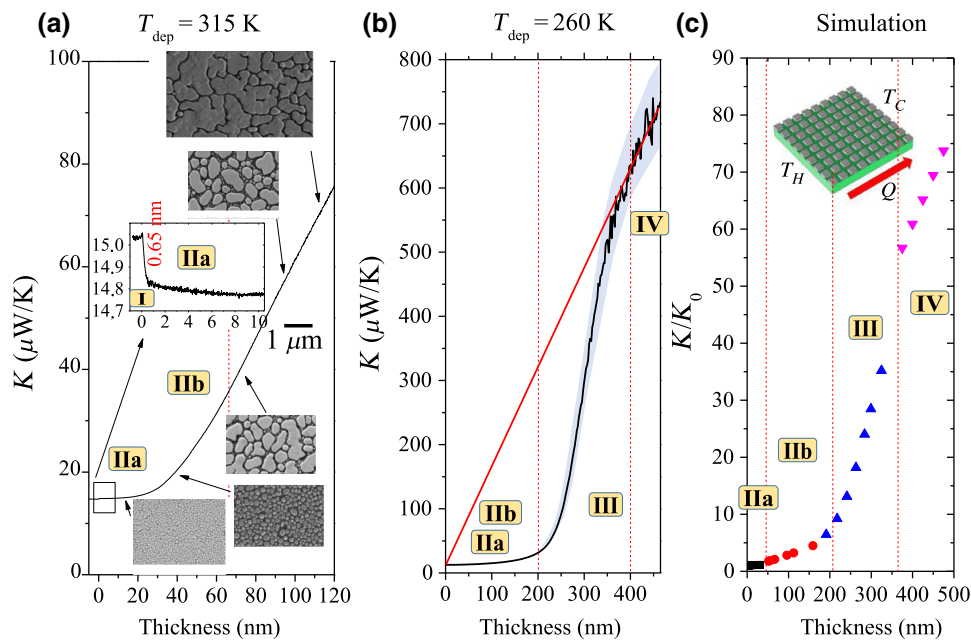 (a)
T_dep = 315 K
K (μW/K)
100
80
60
40
20
0
0 20 40 60 80 100 120
Thickness (nm)
15,0
14,9
14,8
14,7
0 5 10
0.65 nm
IIa
I
1 μm
IIb
IIa
(b)
T_dep = 260 K
K (μW/K)
800
700
600
500
400
300
200
100
0
0 100 200 300 400
Thickness (nm)
IV
IIb
III
IIa
(c)
Simulation
K/K_0
90
80
70
60
50
40
30
20
10
0
0 100 200 300 400 500
Thickness (nm)
T_C
T_H
Q
IV
III
IIb
IIa